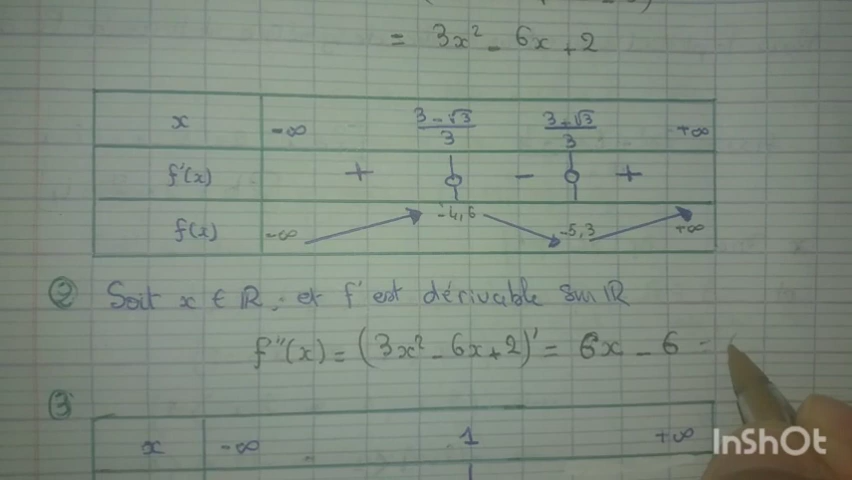 = 3x² - 6x + 2
x -∞ 3-√3/3 3+√3/3 +∞
f'(x) + 0 - 0 +
f(x) -∞ -4,6 -5,3 +∞
② Soit x ∈ ℝ, et f' est dérivable sur ℝ
f''(x) = (3x² - 6x + 2)' = 6x - 6 =
③
x -∞ 1 +∞
InShOt